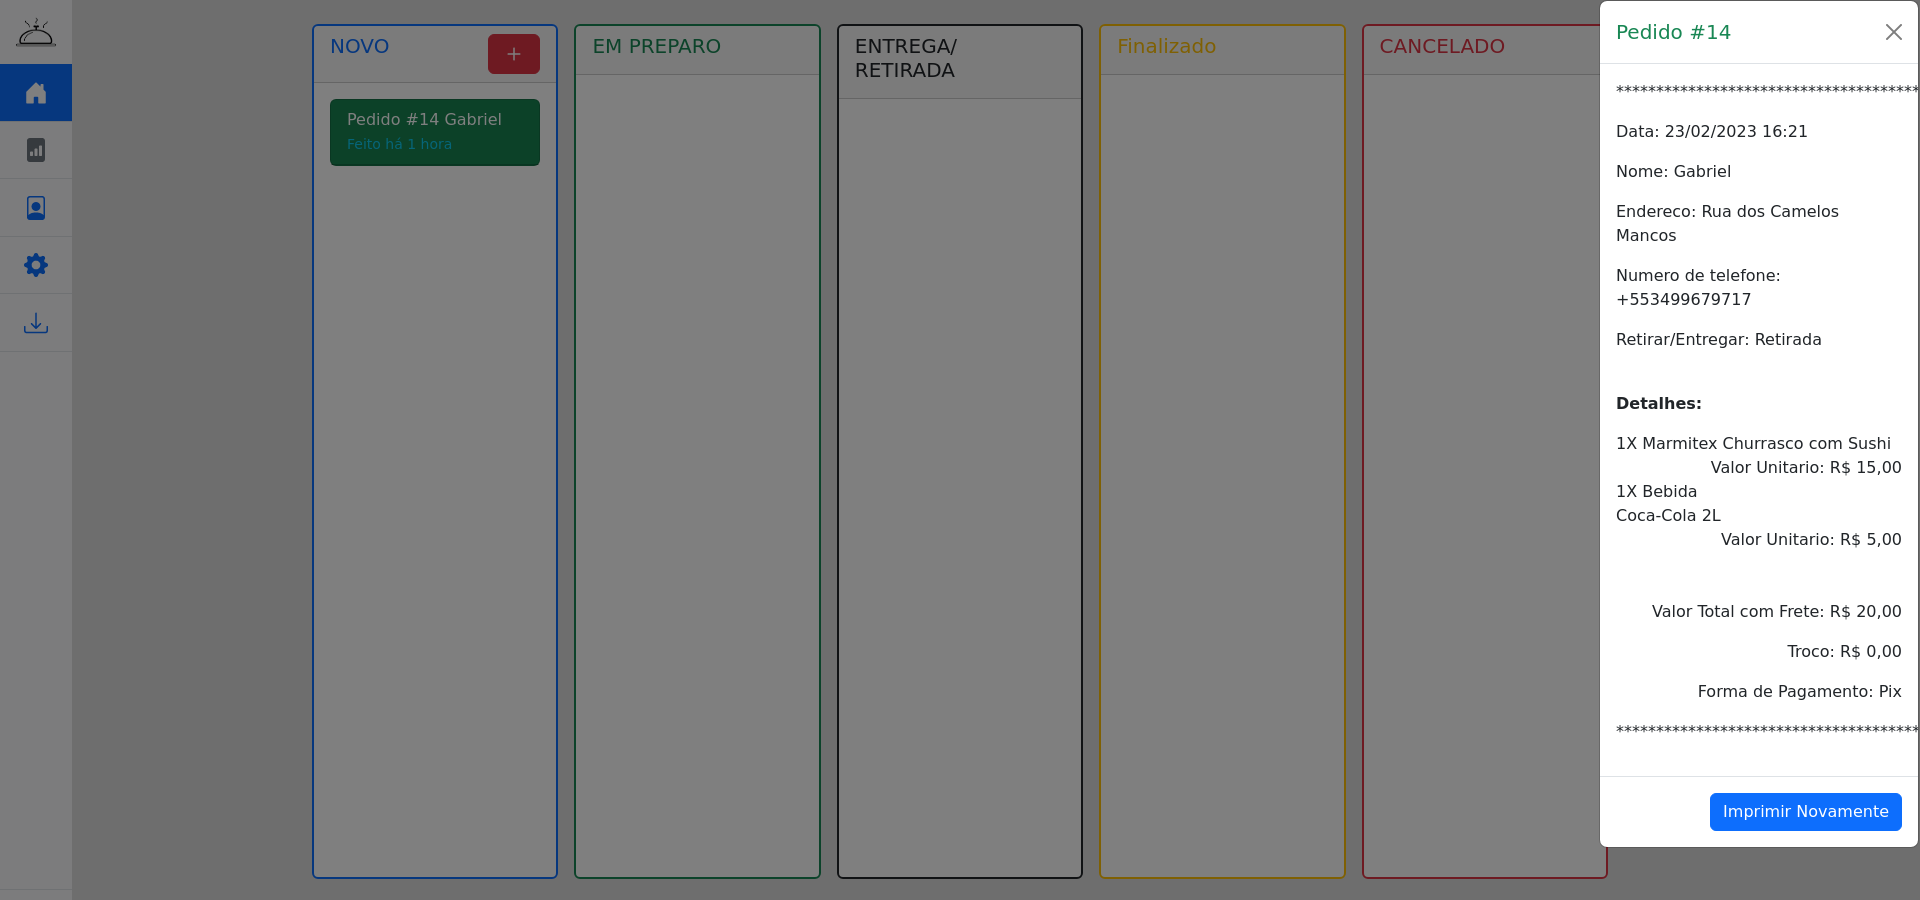 NOVO
+
Pedido #14 Gabriel
Feito há 1 hora
EM PREPARO
ENTREGA/
RETIRADA
Finalizado
CANCELADO
Pedido #14
**************************************
Data: 23/02/2023 16:21
Nome: Gabriel
Endereco: Rua dos Camelos
Mancos
Numero de telefone:
+553499679717
Retirar/Entregar: Retirada
Detalhes:
1X Marmitex Churrasco com Sushi
Valor Unitario: R$ 15,00
1X Bebida
Coca-Cola 2L
Valor Unitario: R$ 5,00
Valor Total com Frete: R$ 20,00
Troco: R$ 0,00
Forma de Pagamento: Pix
**************************************
Imprimir Novamente